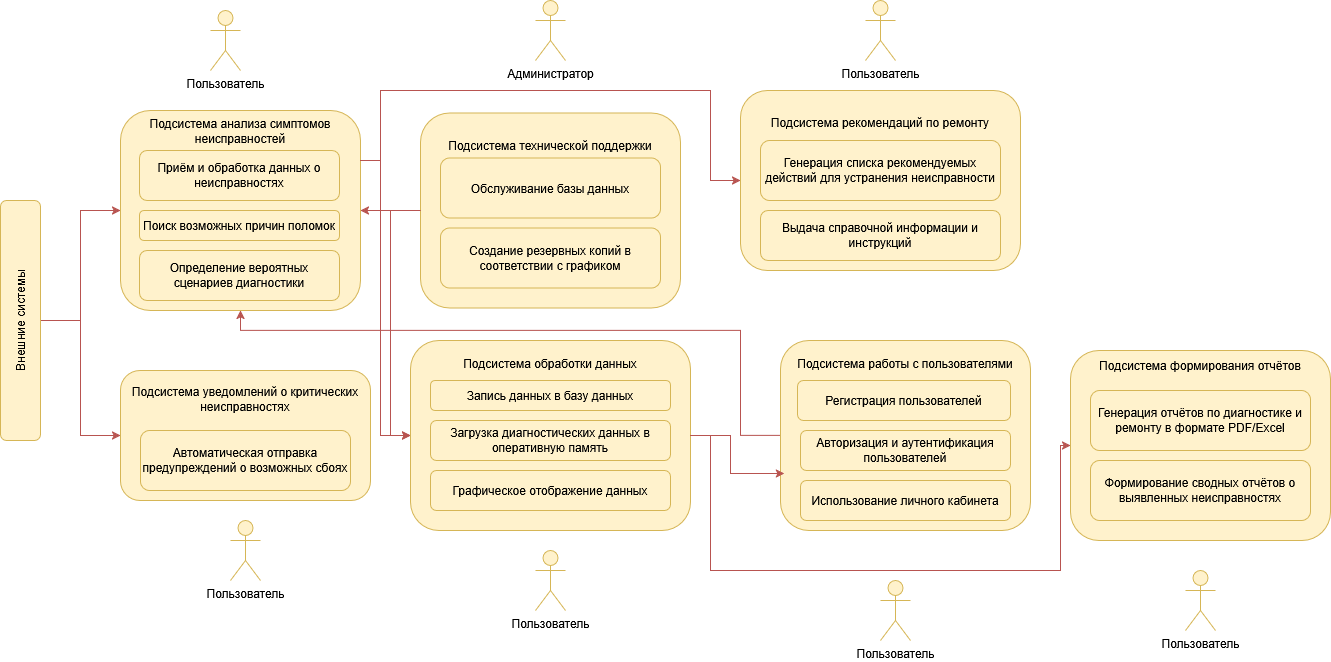 Пользователь
Администратор
Пользователь
Внешние системы
Подсистема анализа симптомов
неисправностей
Приём и обработка данных о
неисправностях
Поиск возможных причин поломок
Определение вероятных
сценариев диагностики
Подсистема технической поддержки
Обслуживание базы данных
Создание резервных копий в
соответствии с графиком
Подсистема рекомендаций по ремонту
Генерация списка рекомендуемых
действий для устранения неисправности
Выдача справочной информации и
инструкций
Подсистема уведомлений о критических
неисправностях
Автоматическая отправка
предупреждений о возможных сбоях
Подсистема обработки данных
Запись данных в базу данных
Загрузка диагностических данных в
оперативную память
Графическое отображение данных
Подсистема работы с пользователями
Регистрация пользователей
Авторизация и аутентификация
пользователей
Использование личного кабинета
Подсистема формирования отчётов
Генерация отчётов по диагностике и
ремонту в формате PDF/Excel
Формирование сводных отчётов о
выявленных неисправностях
Пользователь
Пользователь
Пользователь
Пользователь